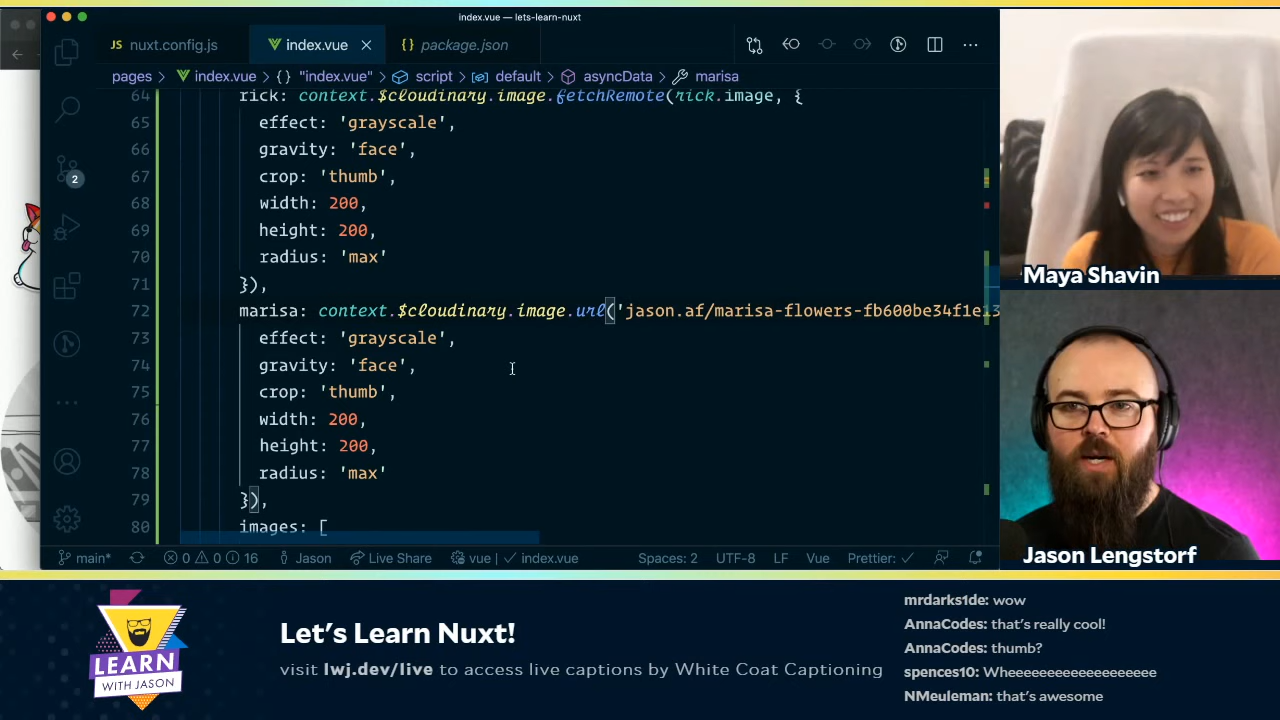 index.vue — lets-learn-nuxt
JS nuxt.config.js
index.vue
{} package.json
pages > index.vue > {} "index.vue" > script > default > asyncData > marisa
64 rick: context.$cloudinary.image.fetchRemote(rick.image, {
65 effect: 'grayscale',
66 gravity: 'face',
67 crop: 'thumb',
68 width: 200,
69 height: 200,
70 radius: 'max'
71 }),
72 marisa: context.$cloudinary.image.url('jason.af/marisa-flowers-fb600be34f1e13
73 effect: 'grayscale',
74 gravity: 'face',
75 crop: 'thumb',
76 width: 200,
77 height: 200,
78 radius: 'max'
79 }),
80 images: [
2
main* 0 0 16 Jason Live Share vue | ✓ index.vue Spaces: 2 UTF-8 LF Vue Prettier: ✓
Maya Shavin
Jason Lengstorf
LEARN
WITH JASON
Let's Learn Nuxt!
visit lwj.dev/live to access live captions by White Coat Captioning
mrdarks1de: wow
AnnaCodes: that's really cool!
AnnaCodes: thumb?
spences10: Wheeeeeeeeeeeeeeeeeee
NMeuleman: that's awesome